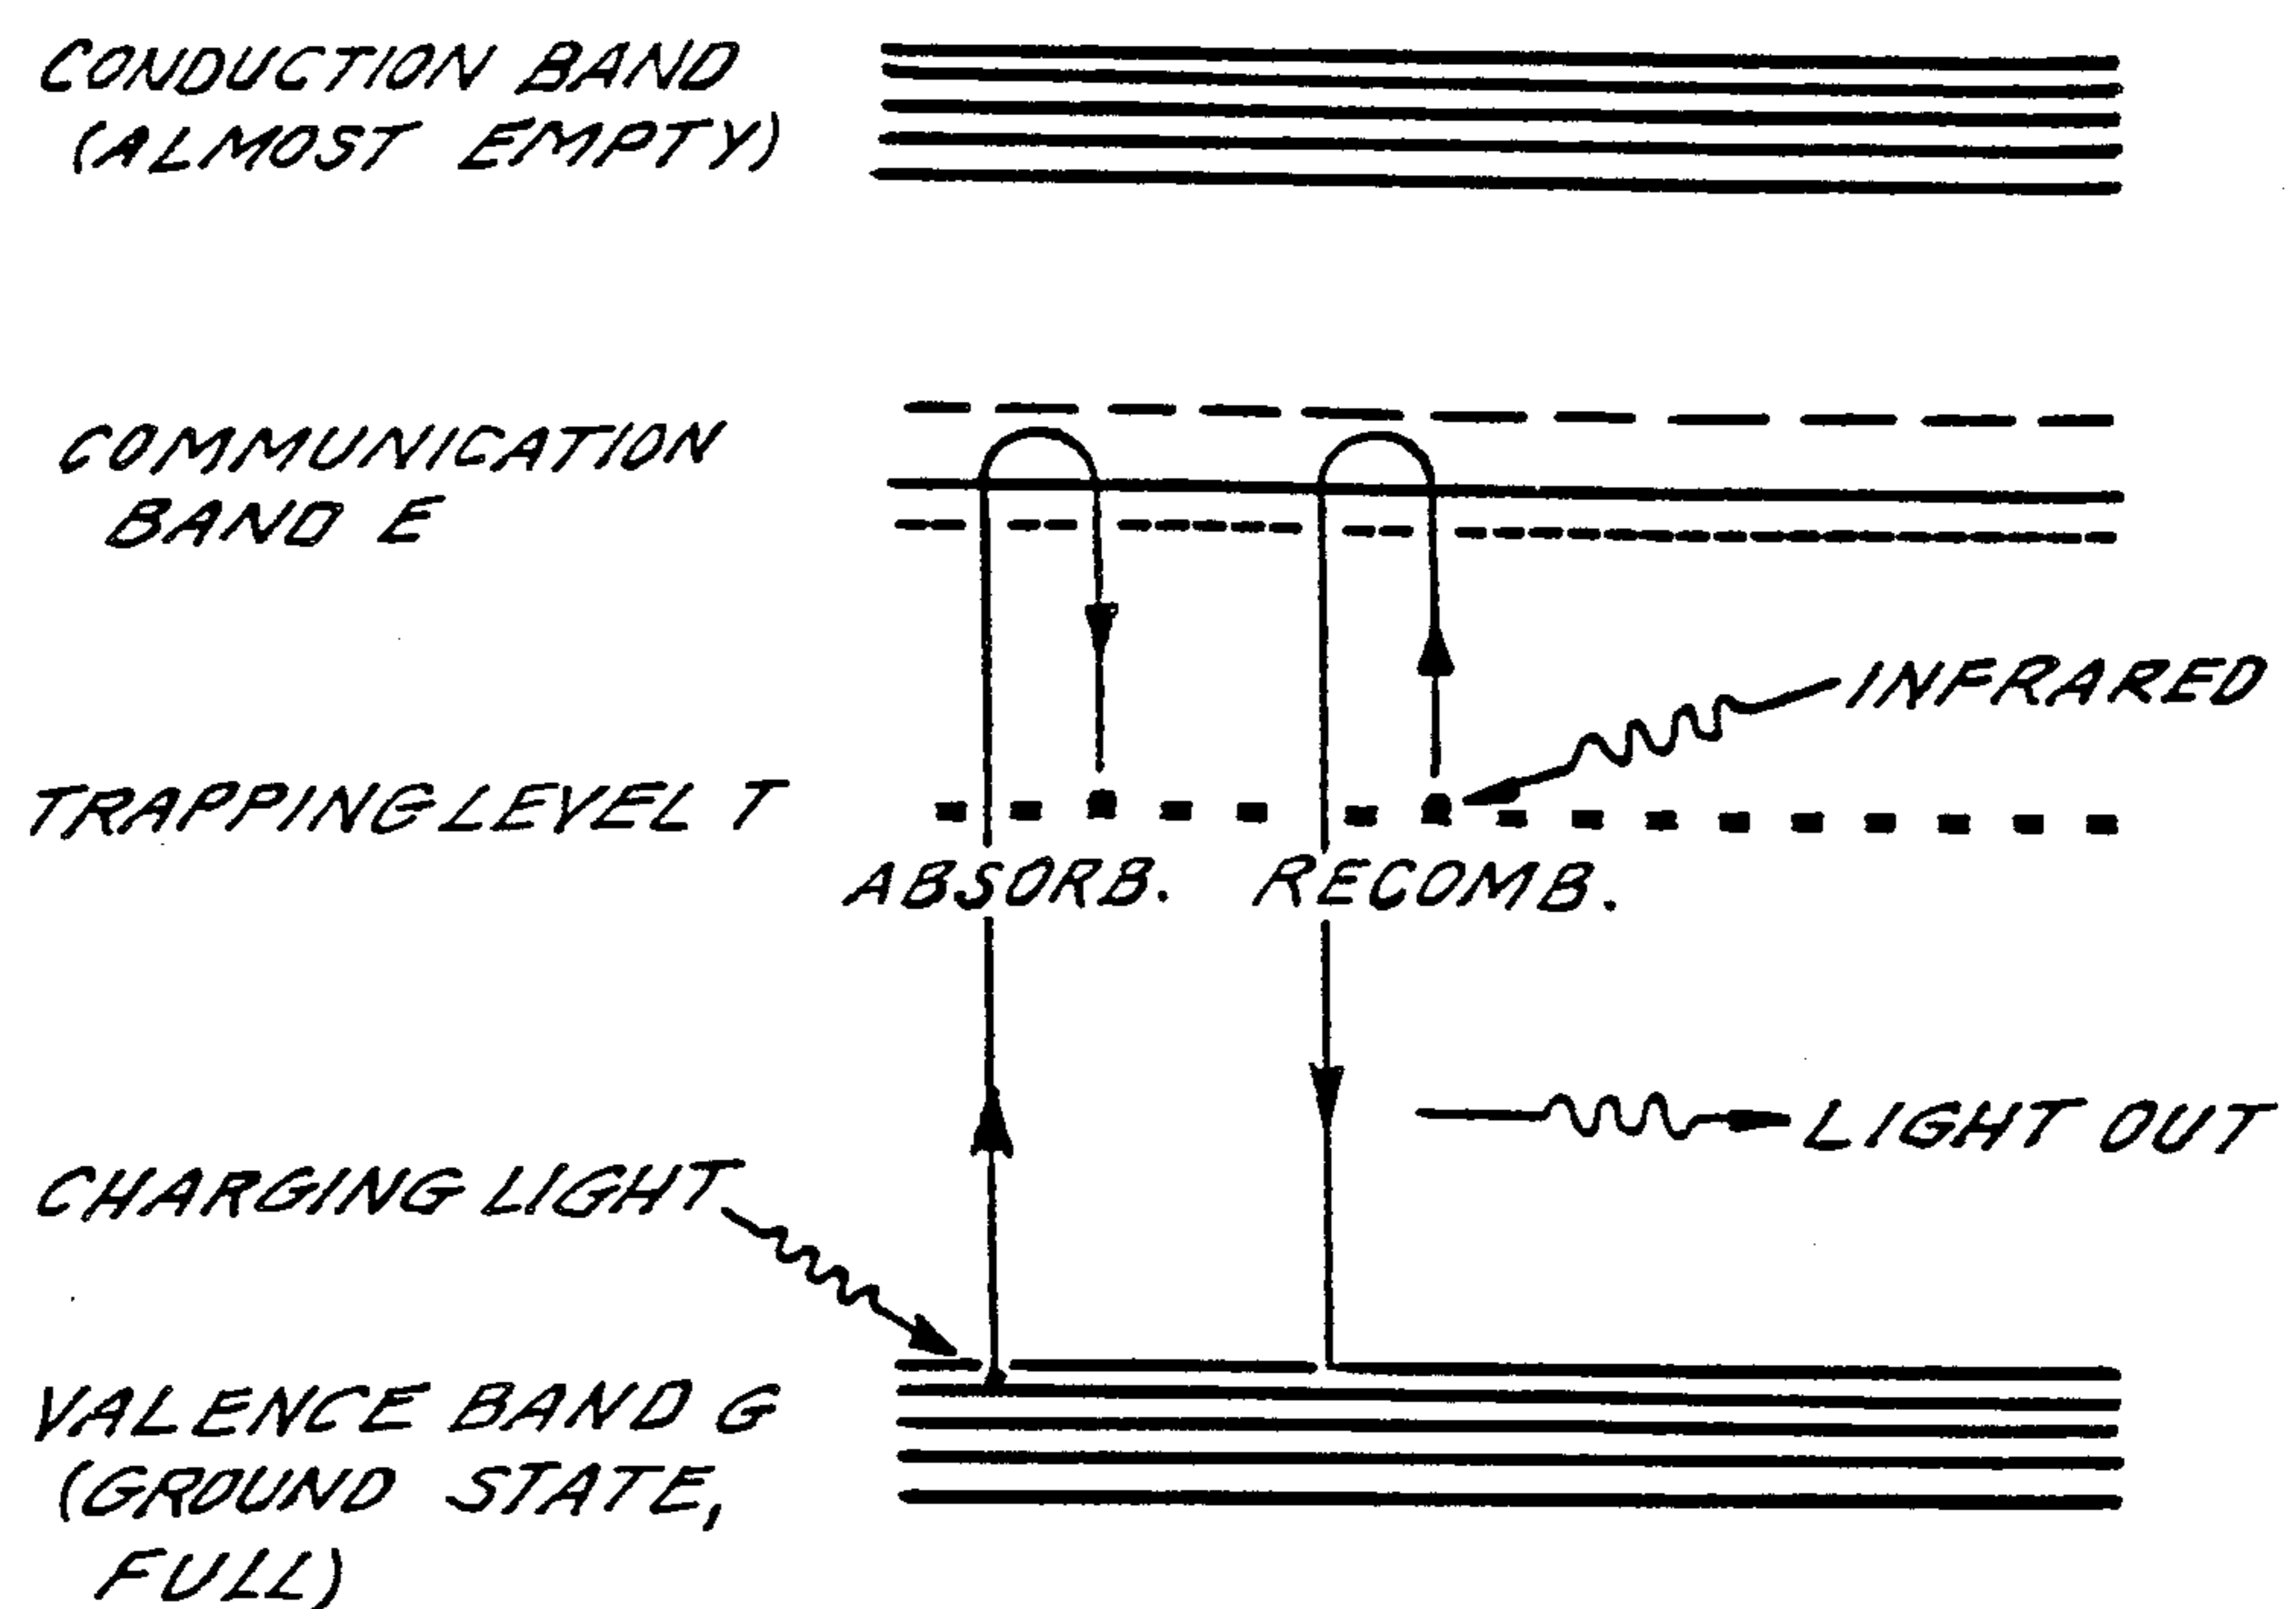 CONDUCTION BAND
(ALMOST EMPTY)
COMMUNICATION
BAND E
INFRARED
TRAPPING LEVEL T
ABSORB. RECOMB.
LIGHT OUT
CHARGING LIGHT
VALENCE BAND G
(GROUND STATE,
FULL)